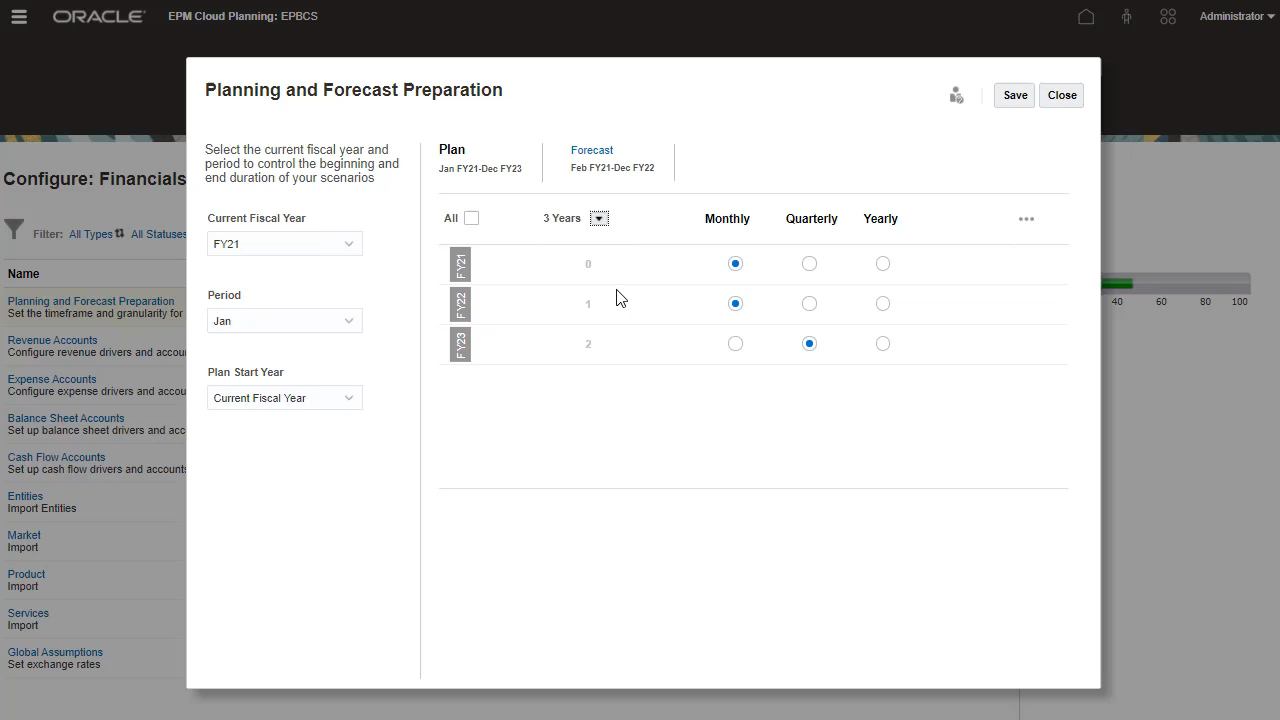 ORACLE EPM Cloud Planning: EPBCS Administrator
Planning and Forecast Preparation
Save Close
Select the current fiscal year and
period to control the beginning and
end duration of your scenarios
Current Fiscal Year
FY21
Period
Jan
Plan Start Year
Current Fiscal Year
Plan
Jan FY21-Dec FY23
Forecast
Feb FY21-Dec FY22
All 3 Years Monthly Quarterly Yearly
FY21 0
FY22 1
FY23 2
Configure: Financials
Filter: All Types All Statuses
Name
Planning and Forecast Preparation
Set the timeframe and granularity for
Revenue Accounts
Configure revenue drivers and
Expense Accounts
Configure expense drivers and
Balance Sheet Accounts
Set up balance sheet drivers and
Cash Flow Accounts
Set up cash flow drivers and accounts
Entities
Import Entities
Market
Import
Product
Import
Services
Import
Global Assumptions
Set exchange rates
40 60 80 100